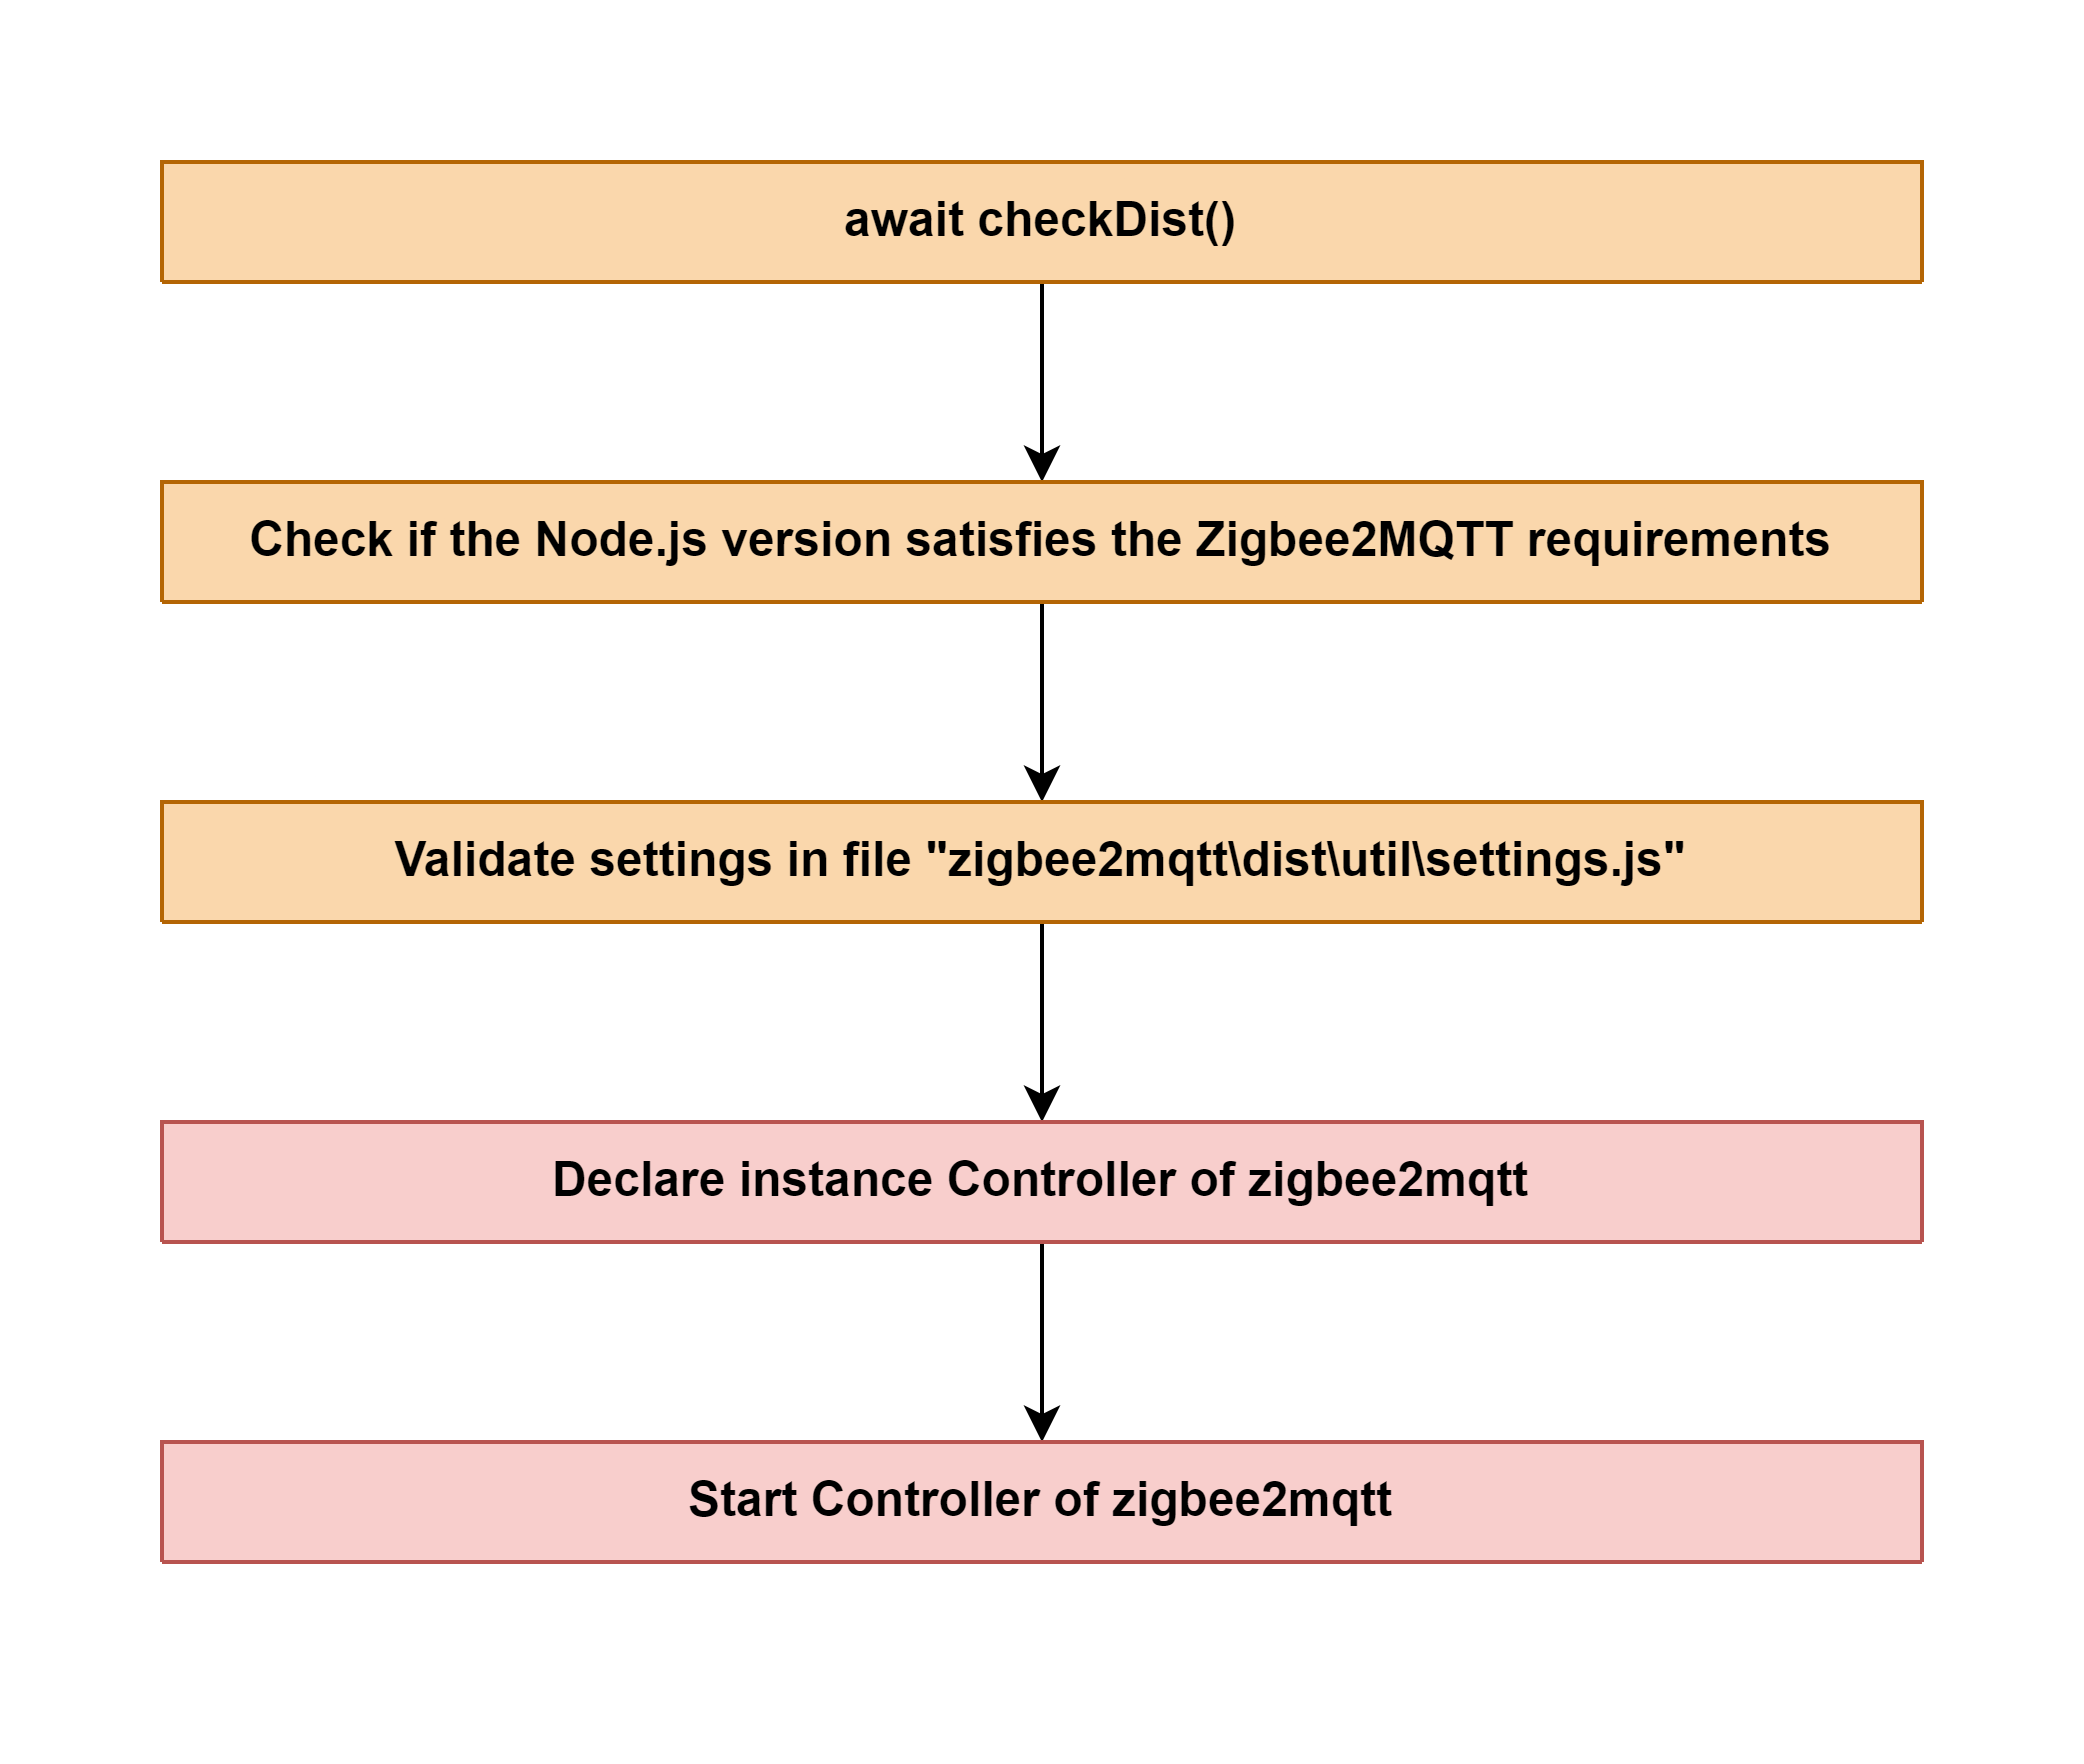 await checkDist()
Check if the Node.js version satisfies the Zigbee2MQTT requirements
Validate settings in file "zigbee2mqtt\dist\util\settings.js"
Declare instance Controller of zigbee2mqtt
Start Controller of zigbee2mqtt